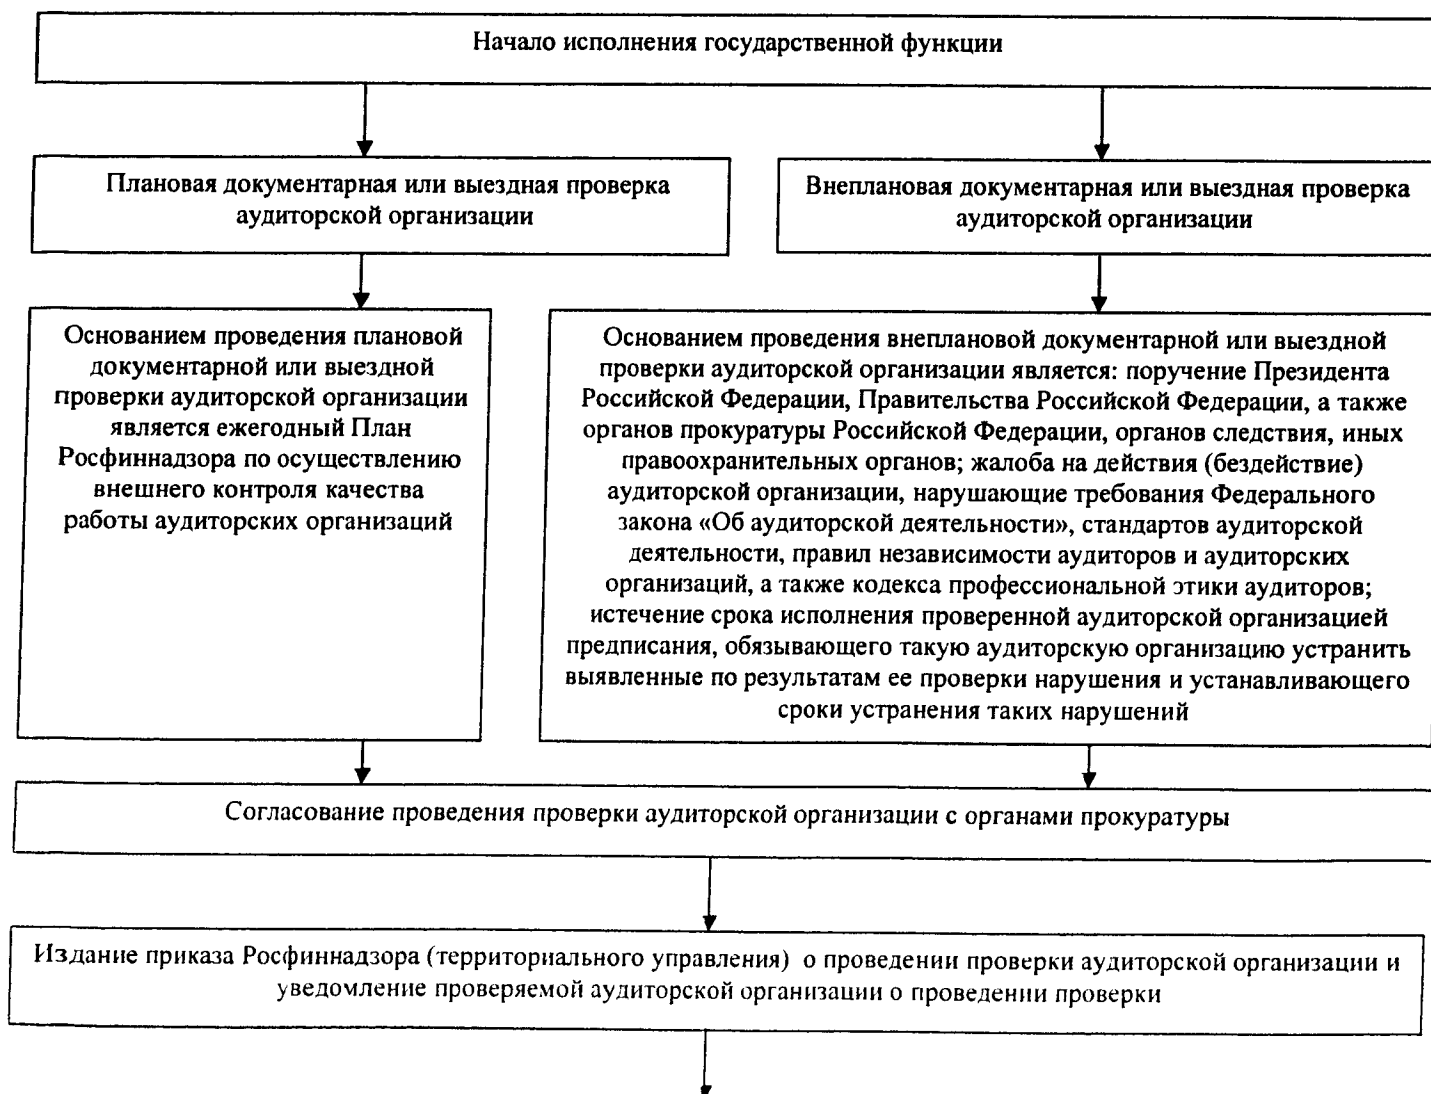 Начало исполнения государственной функции
Плановая документарная или выездная проверка
аудиторской организации
Внеплановая документарная или выездная проверка
аудиторской организации
Основанием проведения плановой
документарной или выездной
проверки аудиторской организации
является ежегодный План
Росфиннадзора по осуществлению
внешнего контроля качества
работы аудиторских организаций
Основанием проведения внеплановой документарной или выездной
проверки аудиторской организации является: поручение Президента
Российской Федерации, Правительства Российской Федерации, а также
органов прокуратуры Российской Федерации, органов следствия, иных
правоохранительных органов; жалоба на действия (бездействие)
аудиторской организации, нарушающие требования Федерального
закона «Об аудиторской деятельности», стандартов аудиторской
деятельности, правил независимости аудиторов и аудиторских
организаций, а также кодекса профессиональной этики аудиторов;
истечение срока исполнения проверенной аудиторской организацией
предписания, обязывающего такую аудиторскую организацию устранить
выявленные по результатам ее проверки нарушения и устанавливающего
сроки устранения таких нарушений
Согласование проведения проверки аудиторской организации с органами прокуратуры
Издание приказа Росфиннадзора (территориального управления) о проведении проверки аудиторской организации и
уведомление проверяемой аудиторской организации о проведении проверки